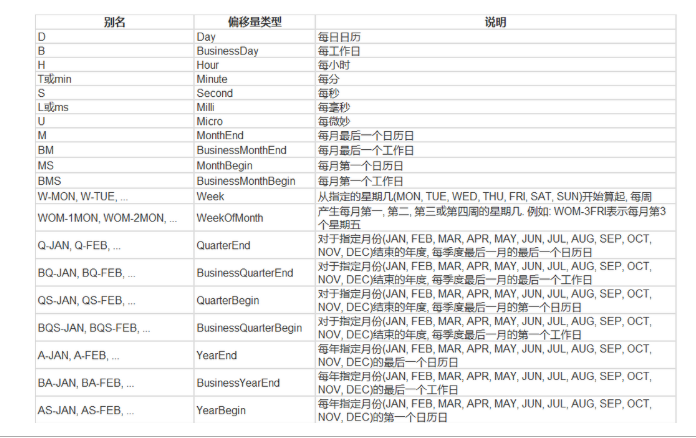 别名 偏移量类型 说明
D Day 每日日历
B BusinessDay 每工作日
H Hour 每小时
T或min Minute 每分
S Second 每秒
L或ms Milli 每毫秒
U Micro 每微妙
M MonthEnd 每月最后一个日历日
BM BusinessMonthEnd 每月最后一个工作日
MS MonthBegin 每月第一个日历日
BMS BusinessMonthBegin 每月第一个工作日
W-MON, W-TUE, ... Week 从指定的星期几(MON, TUE, WED, THU, FRI, SAT, SUN)开始算起, 每周
WOM-1MON, WOM-2MON, ... WeekOfMonth 产生每月第一, 第二, 第三或第四周的星期几. 例如: WOM-3FRI表示每月第3
个星期五
Q-JAN, Q-FEB, ... QuarterEnd 对于指定月份(JAN, FEB, MAR, APR, MAY, JUN, JUL, AUG, SEP, OCT,
NOV, DEC)结束的年度, 每季度最后一月的最后一个日历日
BQ-JAN, BQ-FEB, ... BusinessQuarterEnd 对于指定月份(JAN, FEB, MAR, APR, MAY, JUN, JUL, AUG, SEP, OCT,
NOV, DEC)结束的年度, 每季度最后一月的最后一个工作日
QS-JAN, QS-FEB, ... QuarterBegin 对于指定月份(JAN, FEB, MAR, APR, MAY, JUN, JUL, AUG, SEP, OCT,
NOV, DEC)结束的年度, 每季度最后一月的第一个日历日
BQS-JAN, BQS-FEB, ... BusinessQuarterBegin 对于指定月份(JAN, FEB, MAR, APR, MAY, JUN, JUL, AUG, SEP, OCT,
NOV, DEC)结束的年度, 每季度最后一月的第一个工作日
A-JAN, A-FEB, ... YearEnd 每年指定月份(JAN, FEB, MAR, APR, MAY, JUN, JUL, AUG, SEP, OCT,
NOV, DEC)的最后一个日历日
BA-JAN, BA-FEB, ... BusinessYearEnd 每年指定月份(JAN, FEB, MAR, APR, MAY, JUN, JUL, AUG, SEP, OCT,
NOV, DEC)的最后一个工作日
AS-JAN, AS-FEB, ... YearBegin 每年指定月份(JAN, FEB, MAR, APR, MAY, JUN, JUL, AUG, SEP, OCT,
NOV, DEC)的第一个日历日